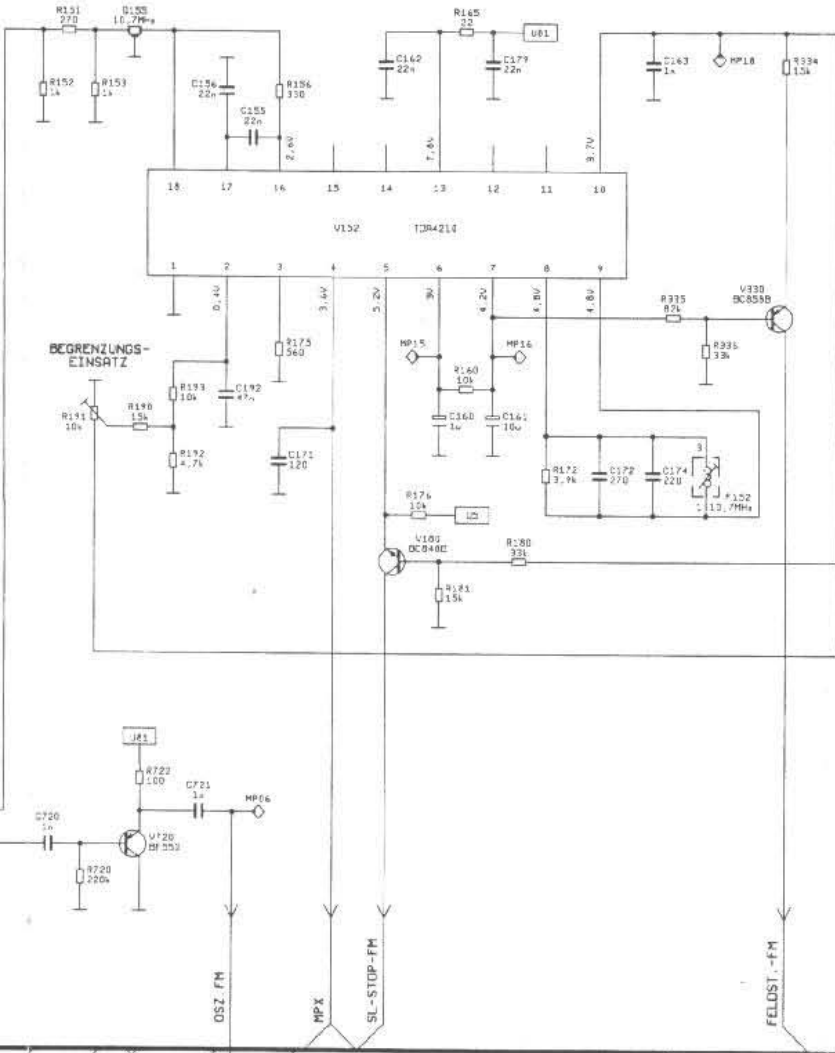 R151
270
10,7MHz
R152
1k
R153
1k
C156
22n
C155
22n
R156
330
2,6V
C162
22n
R165
22
U81
C179
22n
7,6V
9,7V
C163
1n
MP18
R334
15k
18
17
16
15
14
13
12
11
10
V152
TDA4210
1
2
3
4
5
6
7
8
9
0,4V
3,6V
5,2V
3V
4,2V
4,8V
4,8V
BEGRENZUNGS-
EINSATZ
R191
10k
R190
15k
R193
10k
R192
4,7k
C192
47n
R173
560
C171
120
MP15
MP16
R160
10k
C160
1u
C161
10u
R335
82k
R336
33k
V330
BC858B
R172
3,9k
C172
270
C174
220
3
F152
1
10,7MHz
R176
10k
U5
V180
BC848B
R180
33k
R181
15k
U81
R722
100
C721
1n
MP06
C720
1n
V720
R720
220k
OSZ.FM
MPX
SL-STOP-FM
FELDST.-FM